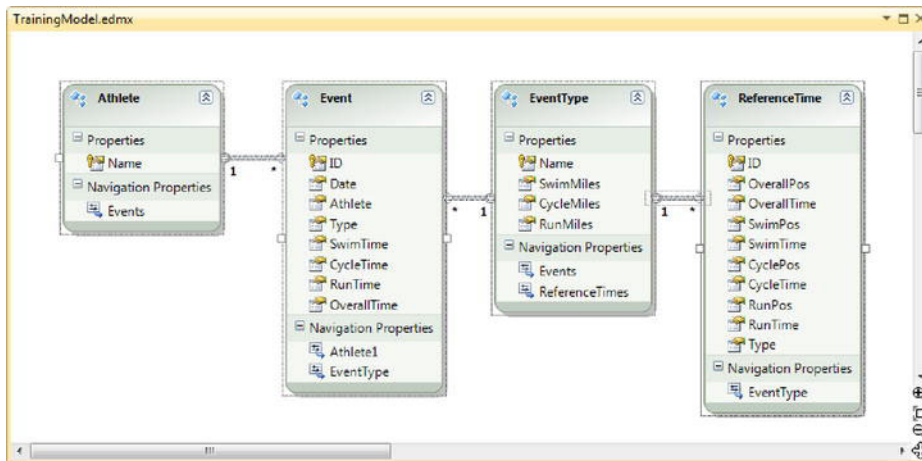 TrainingModel.edmx
Athlete
Properties
Name
Navigation Properties
Events
1
*
Event
Properties
ID
Date
Athlete
Type
SwimTime
CycleTime
RunTime
OverallTime
Navigation Properties
Athlete1
EventType
*
1
EventType
Properties
Name
SwimMiles
CycleMiles
RunMiles
Navigation Properties
Events
ReferenceTimes
1
*
ReferenceTime
Properties
ID
OverallPos
OverallTime
SwimPos
SwimTime
CyclePos
CycleTime
RunPos
RunTime
Type
Navigation Properties
EventType